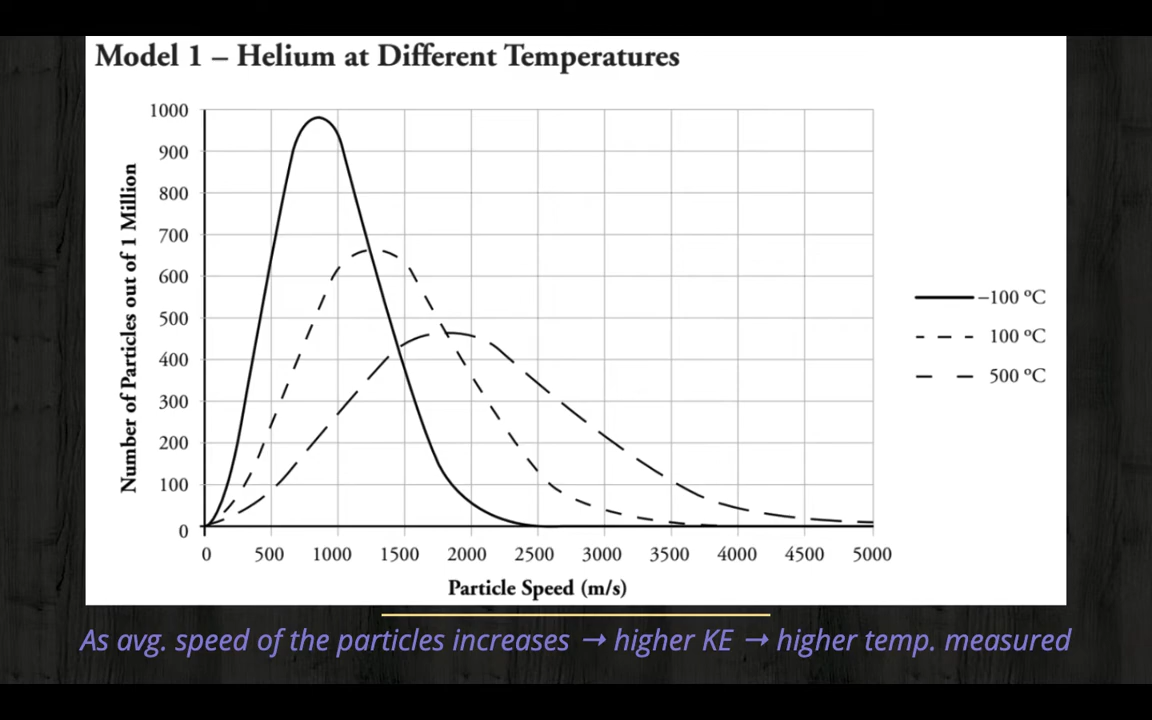 Model 1 – Helium at Different Temperatures
1000
900
800
700
600
500
400
300
200
100
0
Number of Particles out of 1 Million
0 500 1000 1500 2000 2500 3000 3500 4000 4500 5000
Particle Speed (m/s)
–100 ºC
100 ºC
500 ºC
As avg. speed of the particles increases → higher KE → higher temp. measured